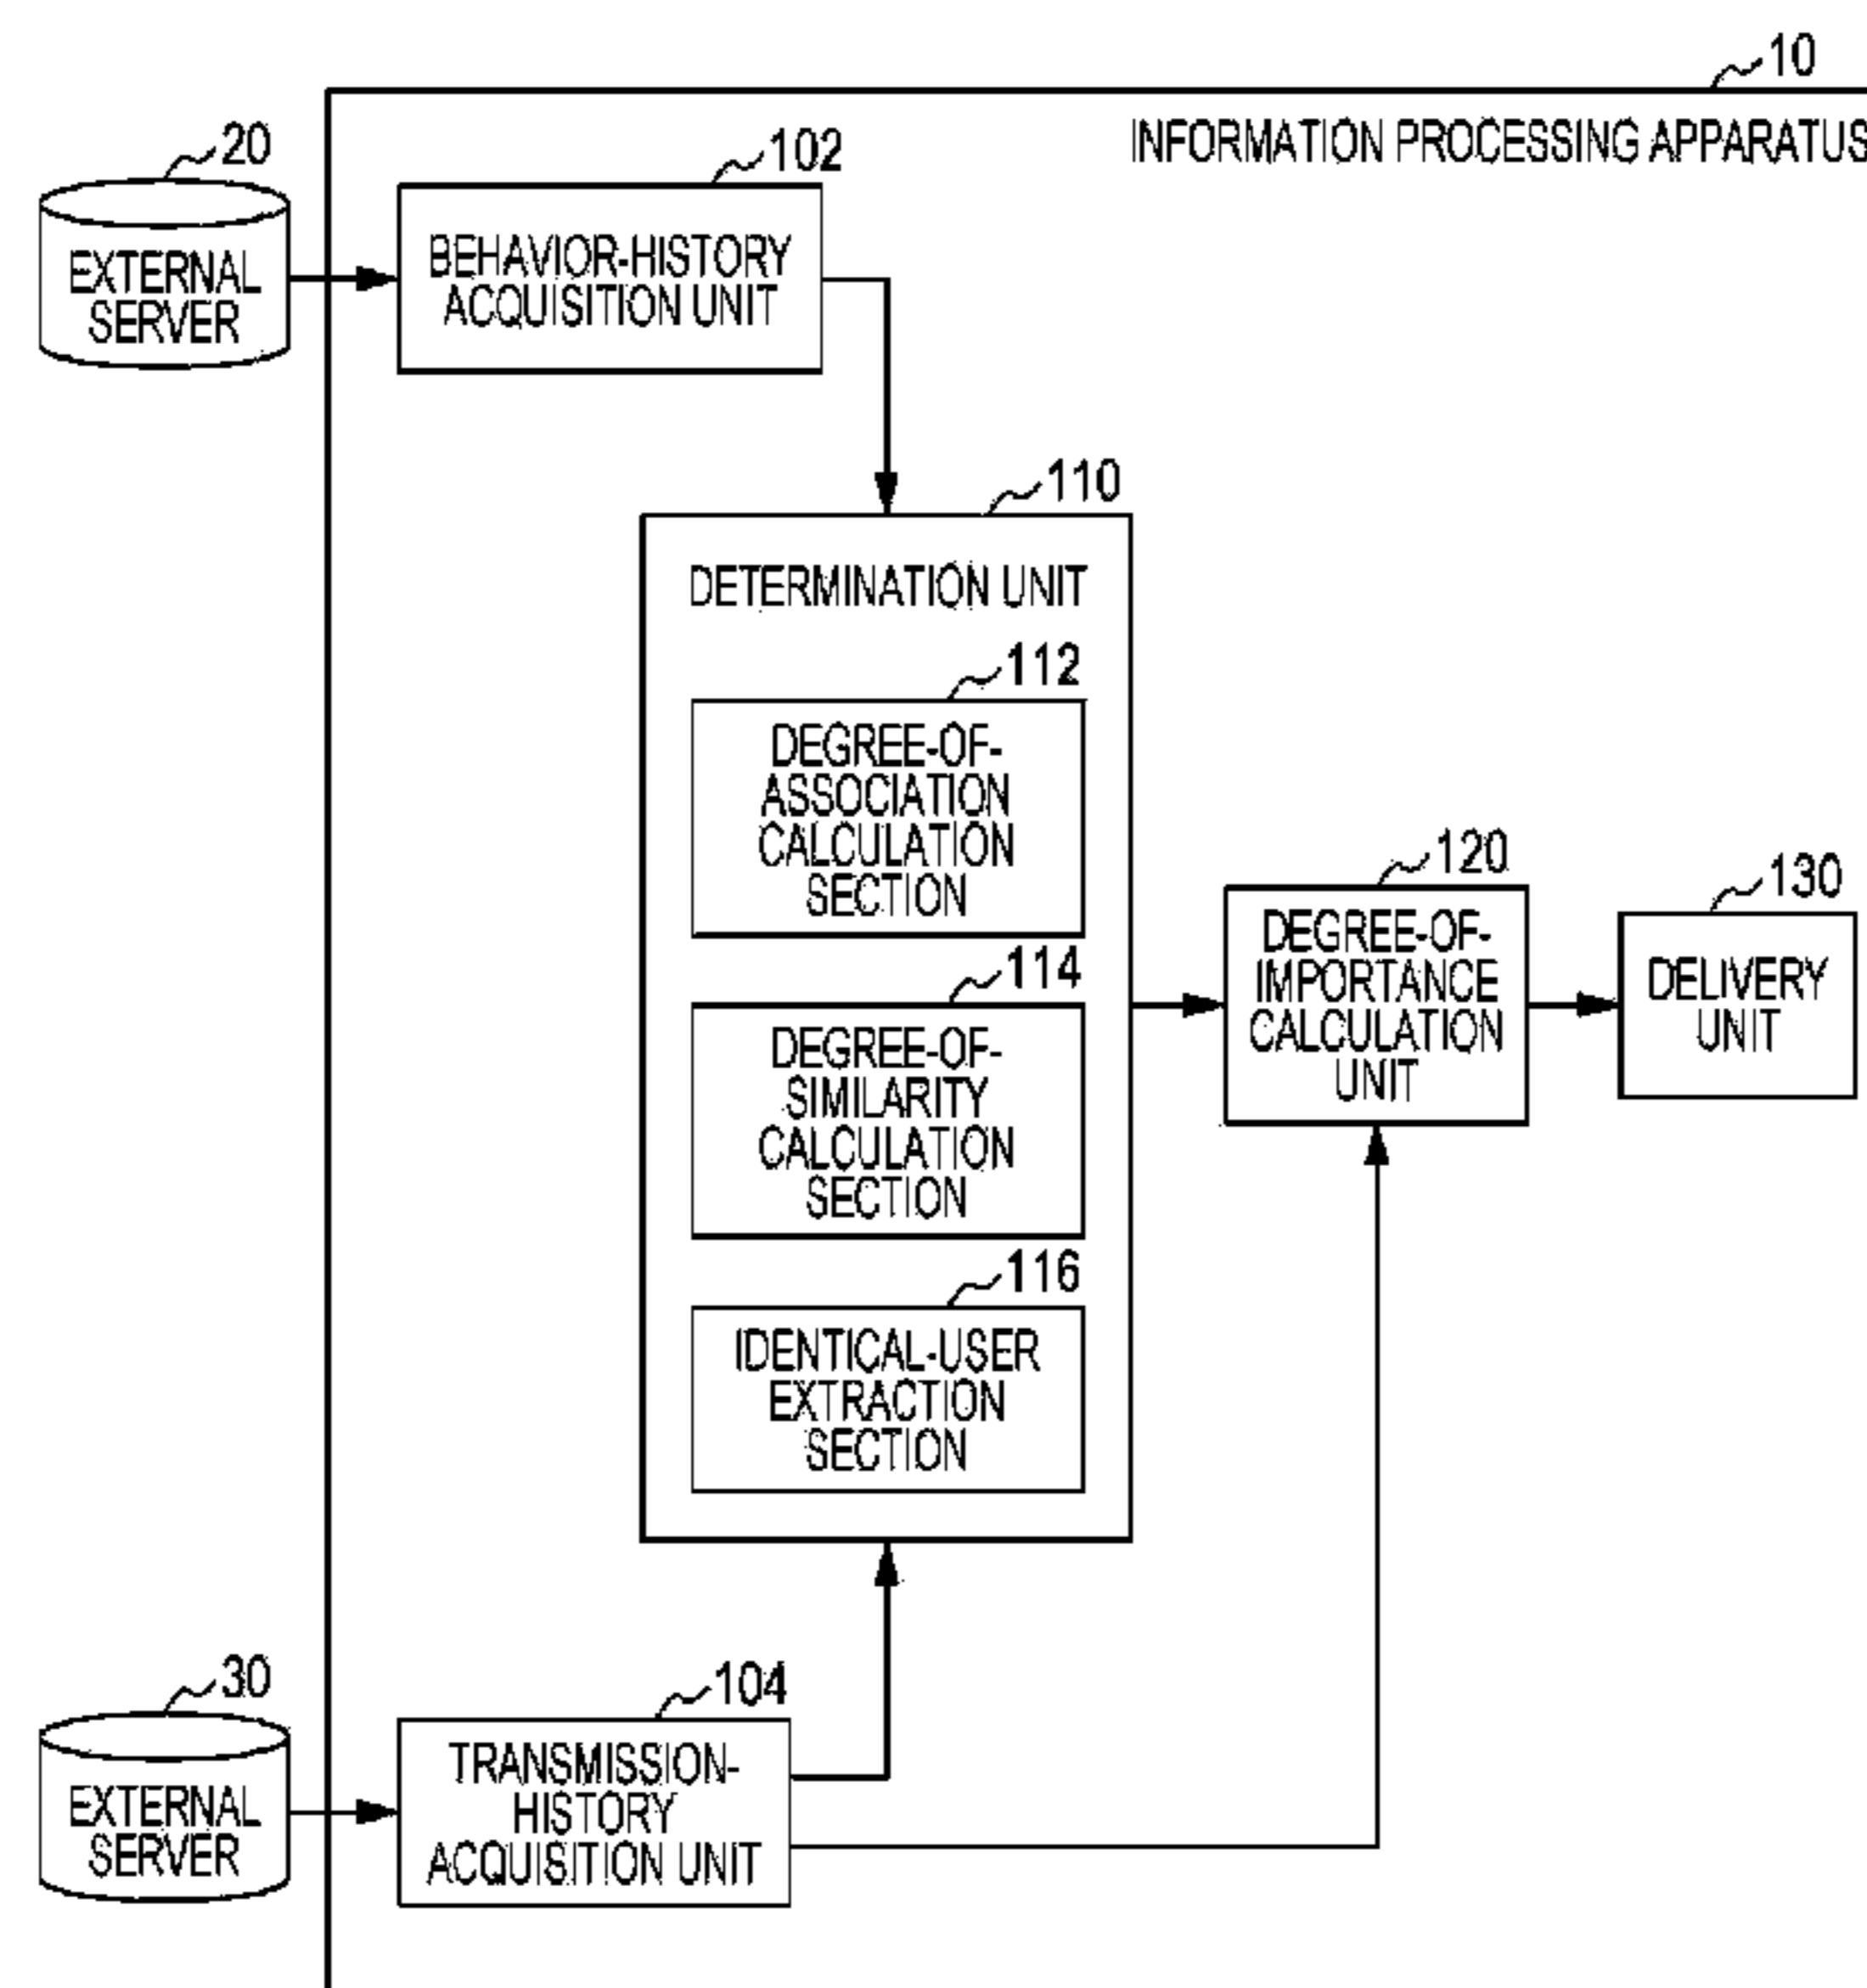 10
INFORMATION PROCESSING APPARATUS
20
EXTERNAL
SERVER
102
BEHAVIOR-HISTORY
ACQUISITION UNIT
110
DETERMINATION UNIT
112
DEGREE-OF-
ASSOCIATION
CALCULATION
SECTION
114
DEGREE-OF-
SIMILARITY
CALCULATION
SECTION
116
IDENTICAL-USER
EXTRACTION
SECTION
120
DEGREE-OF-
IMPORTANCE
CALCULATION
UNIT
130
DELIVERY
UNIT
30
EXTERNAL
SERVER
104
TRANSMISSION-
HISTORY
ACQUISITION UNIT